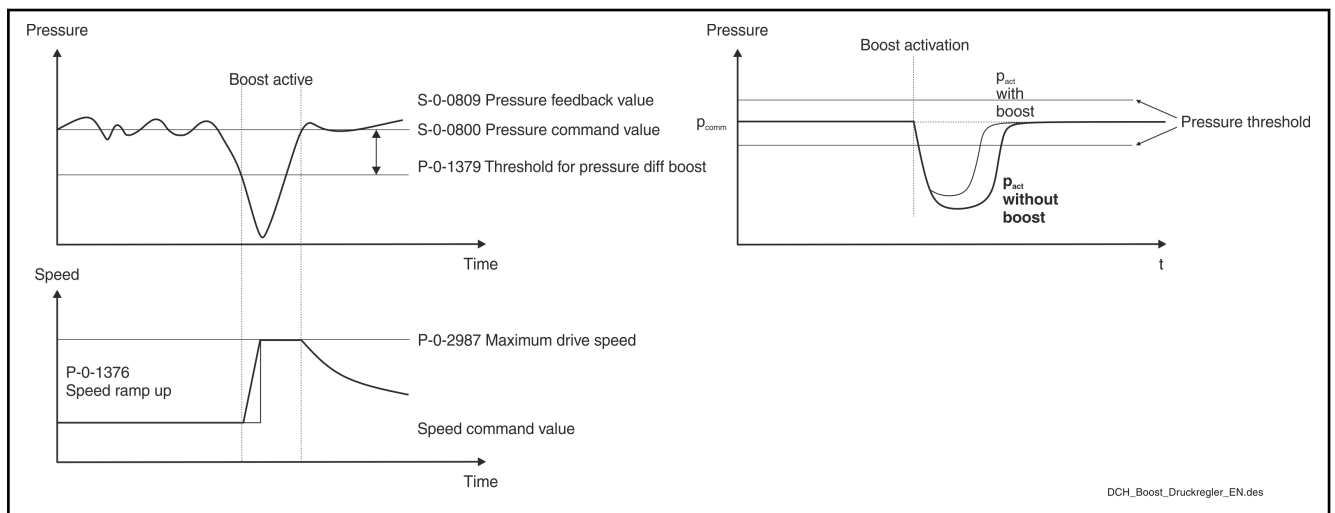 Pressure
Boost active
S-0-0809 Pressure feedback value
S-0-0800 Pressure command value
P-0-1379 Threshold for pressure diff boost
Time
Speed
P-0-2987 Maximum drive speed
P-0-1376
Speed ramp up
Speed command value
Time
Pressure
Boost activation
pact
with
boost
pcomm
Pressure threshold
pact
without
boost
t
DCH_Boost_Druckregler_EN.des